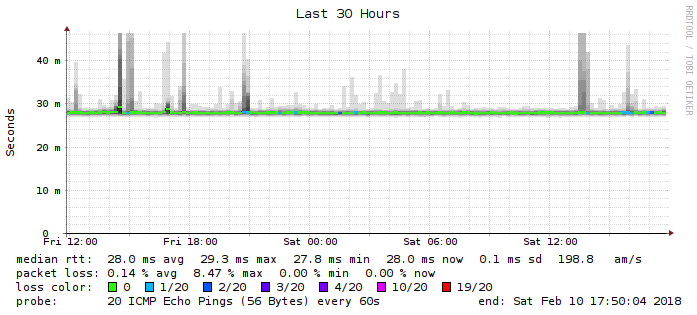 Last 30 Hours
RRDTOOL / TOBI OETIKER
Seconds
40 m
30 m
20 m
10 m
0
Fri 12:00 Fri 18:00 Sat 00:00 Sat 06:00 Sat 12:00
median rtt: 28.0 ms avg 29.3 ms max 27.8 ms min 28.0 ms now 0.1 ms sd 198.8 am/s
packet loss: 0.14 % avg 8.47 % max 0.00 % min 0.00 % now
loss color: 0 1/20 2/20 3/20 4/20 10/20 19/20
probe: 20 ICMP Echo Pings (56 Bytes) every 60s end: Sat Feb 10 17:50:04 2018